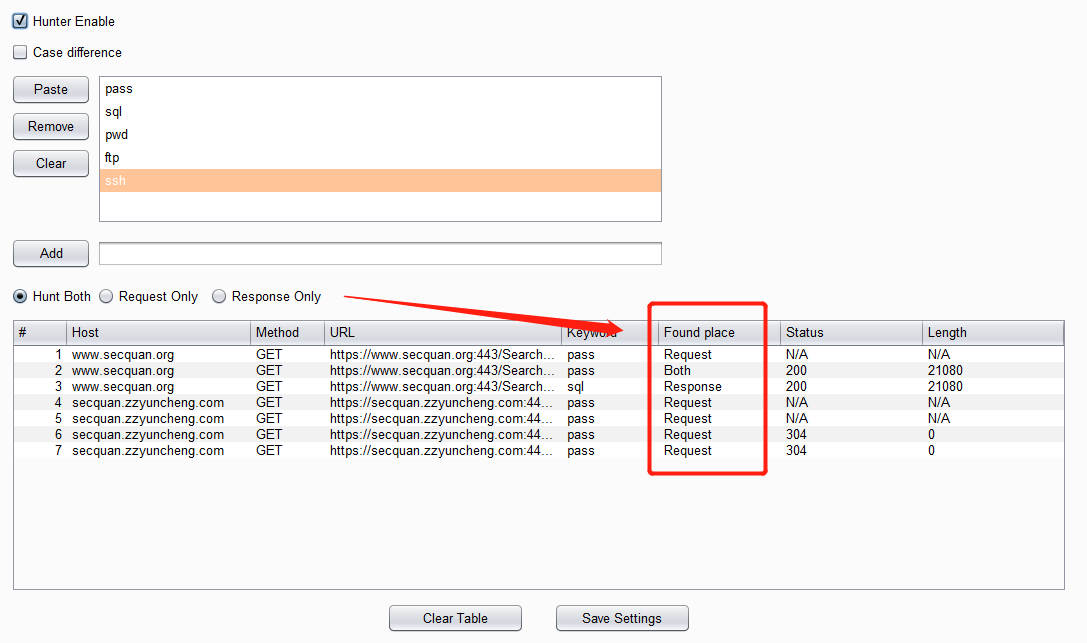 Hunter Enable
Case difference
Paste
pass
sql
Remove
pwd
ftp
Clear
ssh
Add
Hunt Both Request Only Response Only
# Host Method URL Keyword Found place Status Length
1 www.secquan.org GET https://www.secquan.org:443/Search... pass Request N/A N/A
2 www.secquan.org GET https://www.secquan.org:443/Search... pass Both 200 21080
3 www.secquan.org GET https://www.secquan.org:443/Search... sql Response 200 21080
4 secquan.zzyuncheng.com GET https://secquan.zzyuncheng.com:44... pass Request N/A N/A
5 secquan.zzyuncheng.com GET https://secquan.zzyuncheng.com:44... pass Request N/A N/A
6 secquan.zzyuncheng.com GET https://secquan.zzyuncheng.com:44... pass Request 304 0
7 secquan.zzyuncheng.com GET https://secquan.zzyuncheng.com:44... pass Request 304 0
Clear Table Save Settings